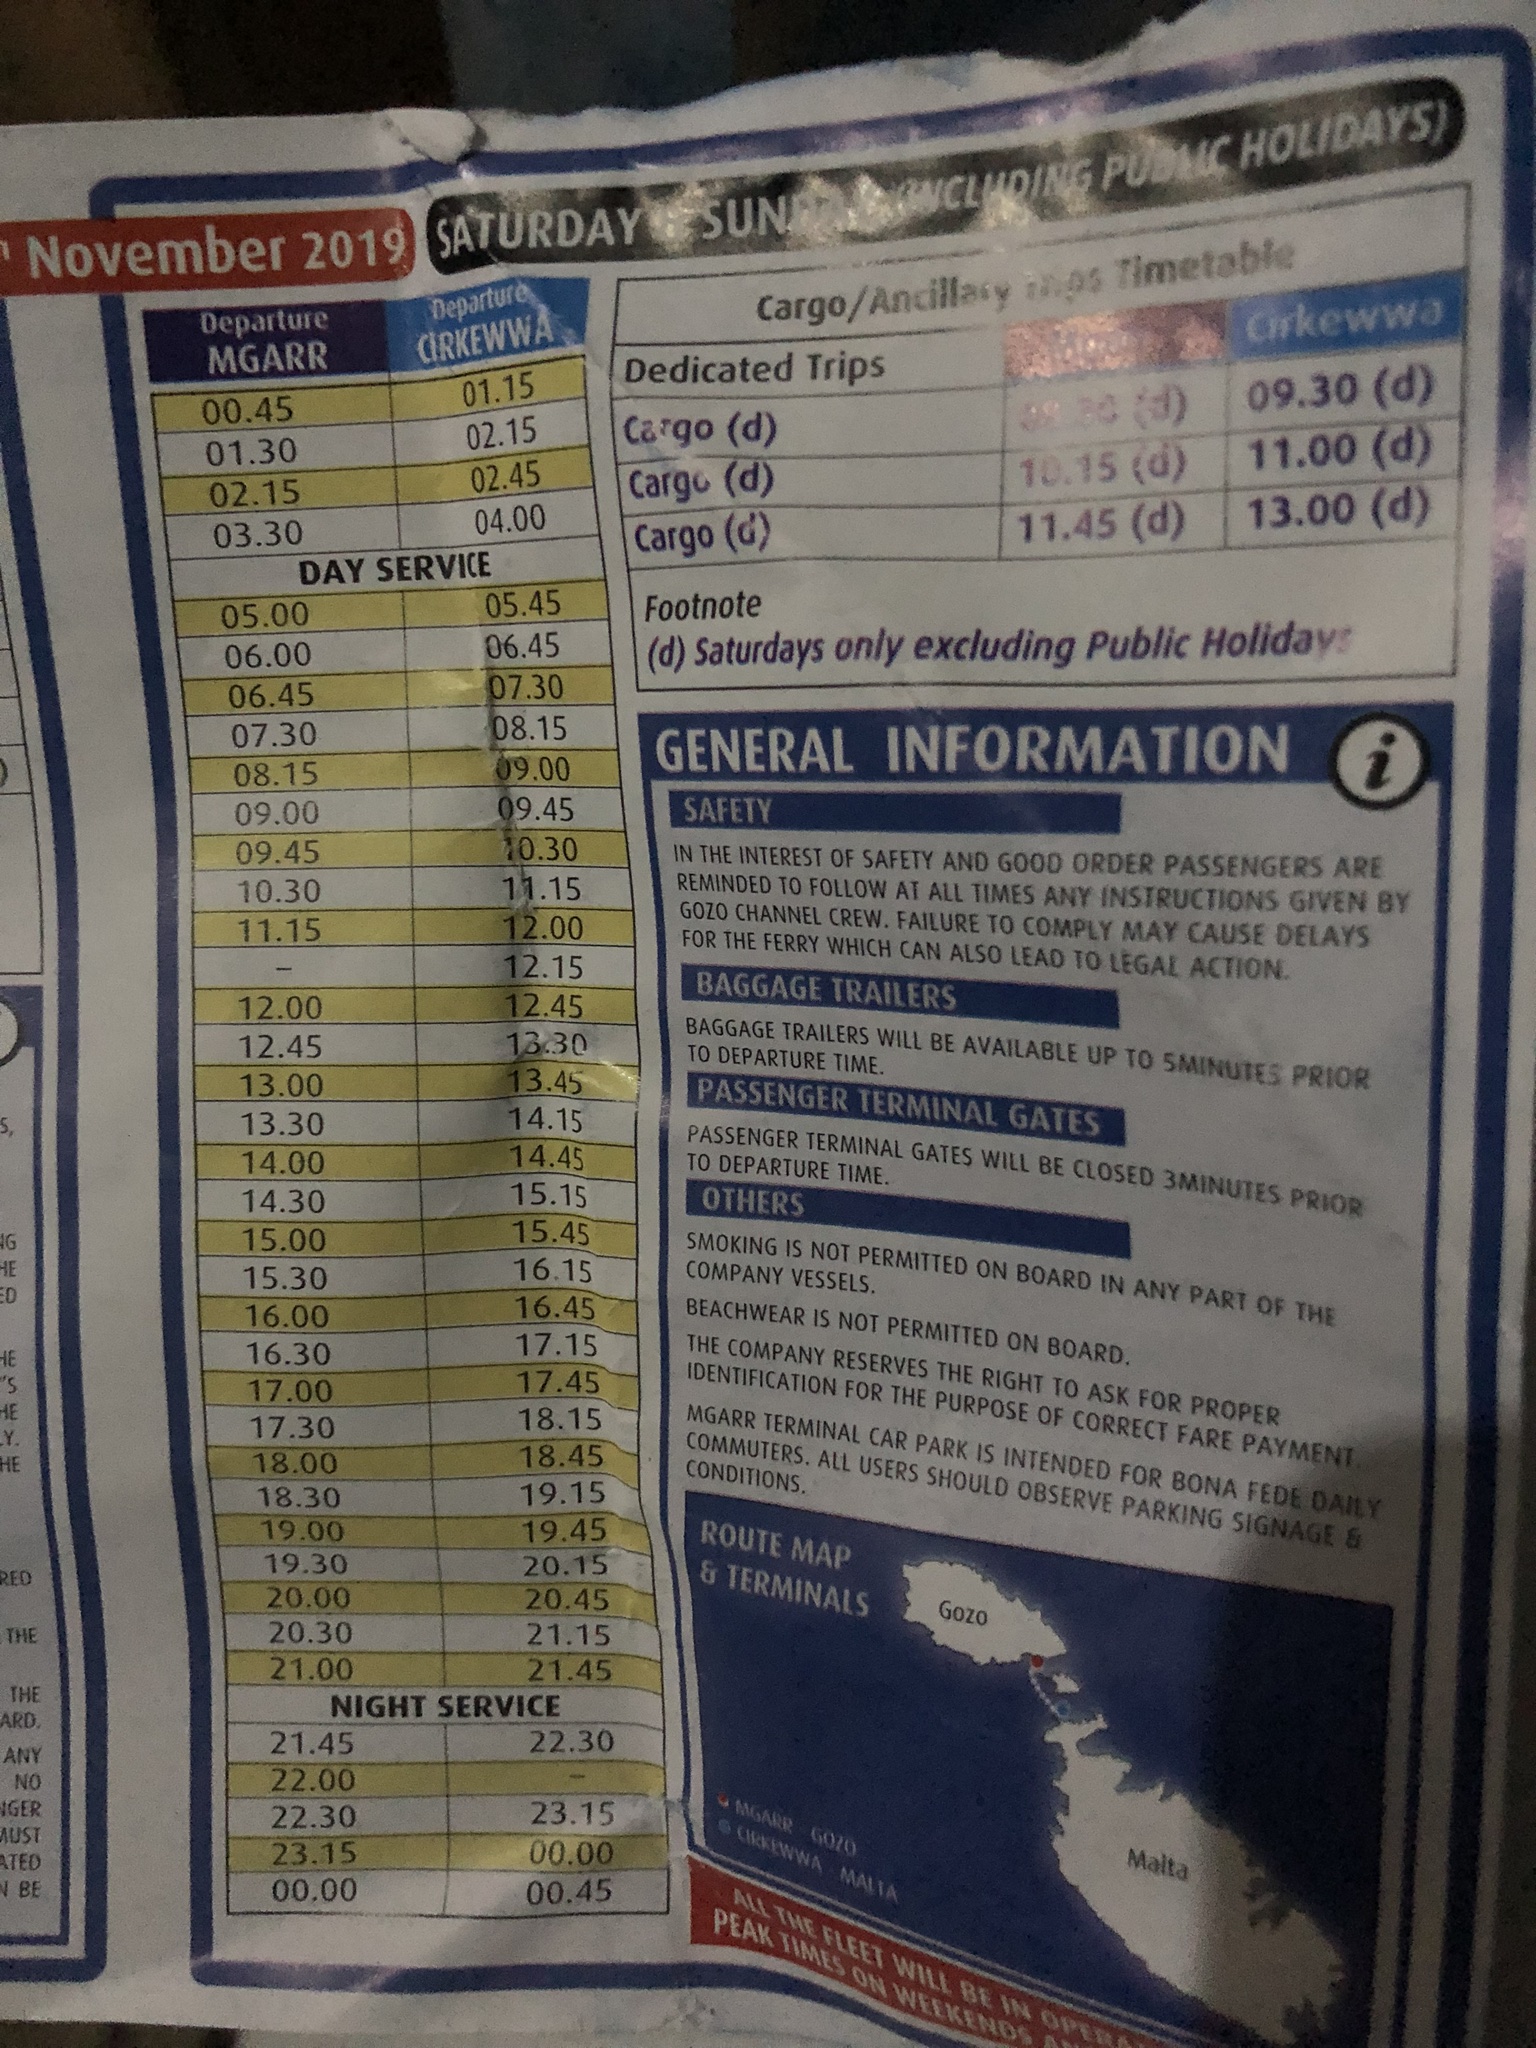 November 2019
SATURDAY & SUNDAY (INCLUDING PUBLIC HOLIDAYS)
Departure MGARR Departure CIRKEWWA
00.45 01.15
01.30 02.15
02.15 02.45
03.30 04.00
DAY SERVICE
05.00 05.45
06.00 06.45
06.45 07.30
07.30 08.15
08.15 09.00
09.00 09.45
09.45 10.30
10.30 11.15
11.15 12.00
– 12.15
12.00 12.45
12.45 13.30
13.00 13.45
13.30 14.15
14.00 14.45
14.30 15.15
15.00 15.45
15.30 16.15
16.00 16.45
16.30 17.15
17.00 17.45
17.30 18.15
18.00 18.45
18.30 19.15
19.00 19.45
19.30 20.15
20.00 20.45
20.30 21.15
21.00 21.45
NIGHT SERVICE
21.45 22.30
22.00 –
22.30 23.15
23.15 00.00
00.00 00.45
Cargo/Ancillary Trips Timetable
Dedicated Trips Cirkewwa
Cargo (d) (d) 09.30 (d)
Cargo (d) 10.15 (d) 11.00 (d)
Cargo (d) 11.45 (d) 13.00 (d)
Footnote
(d) Saturdays only excluding Public Holidays
GENERAL INFORMATION i
SAFETY
IN THE INTEREST OF SAFETY AND GOOD ORDER PASSENGERS ARE
REMINDED TO FOLLOW AT ALL TIMES ANY INSTRUCTIONS GIVEN BY
GOZO CHANNEL CREW. FAILURE TO COMPLY MAY CAUSE DELAYS
FOR THE FERRY WHICH CAN ALSO LEAD TO LEGAL ACTION.
BAGGAGE TRAILERS
BAGGAGE TRAILERS WILL BE AVAILABLE UP TO 5MINUTES PRIOR
TO DEPARTURE TIME.
PASSENGER TERMINAL GATES
PASSENGER TERMINAL GATES WILL BE CLOSED 3MINUTES PRIOR
TO DEPARTURE TIME.
OTHERS
SMOKING IS NOT PERMITTED ON BOARD IN ANY PART OF THE
COMPANY VESSELS.
BEACHWEAR IS NOT PERMITTED ON BOARD.
THE COMPANY RESERVES THE RIGHT TO ASK FOR PROPER
IDENTIFICATION FOR THE PURPOSE OF CORRECT FARE PAYMENT.
MGARR TERMINAL CAR PARK IS INTENDED FOR BONA FEDE DAILY
COMMUTERS. ALL USERS SHOULD OBSERVE PARKING SIGNAGE &
CONDITIONS.
ROUTE MAP
& TERMINALS
Gozo
Malta
MGARR - GOZO
CIRKEWWA - MALTA
ALL THE FLEET WILL BE IN
PEAK TIMES ON WEEKENDS